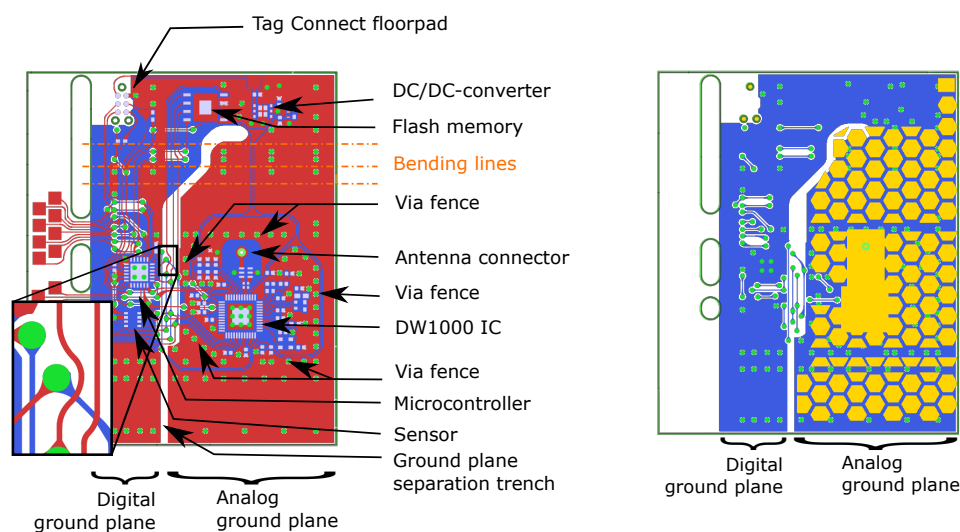 Tag Connect floorpad
DC/DC-converter
Flash memory
Bending lines
Via fence
Antenna connector
Via fence
DW1000 IC
Via fence
Microcontroller
Sensor
Ground plane
separation trench
Digital
ground plane
Analog
ground plane
Digital
ground plane
Analog
ground plane